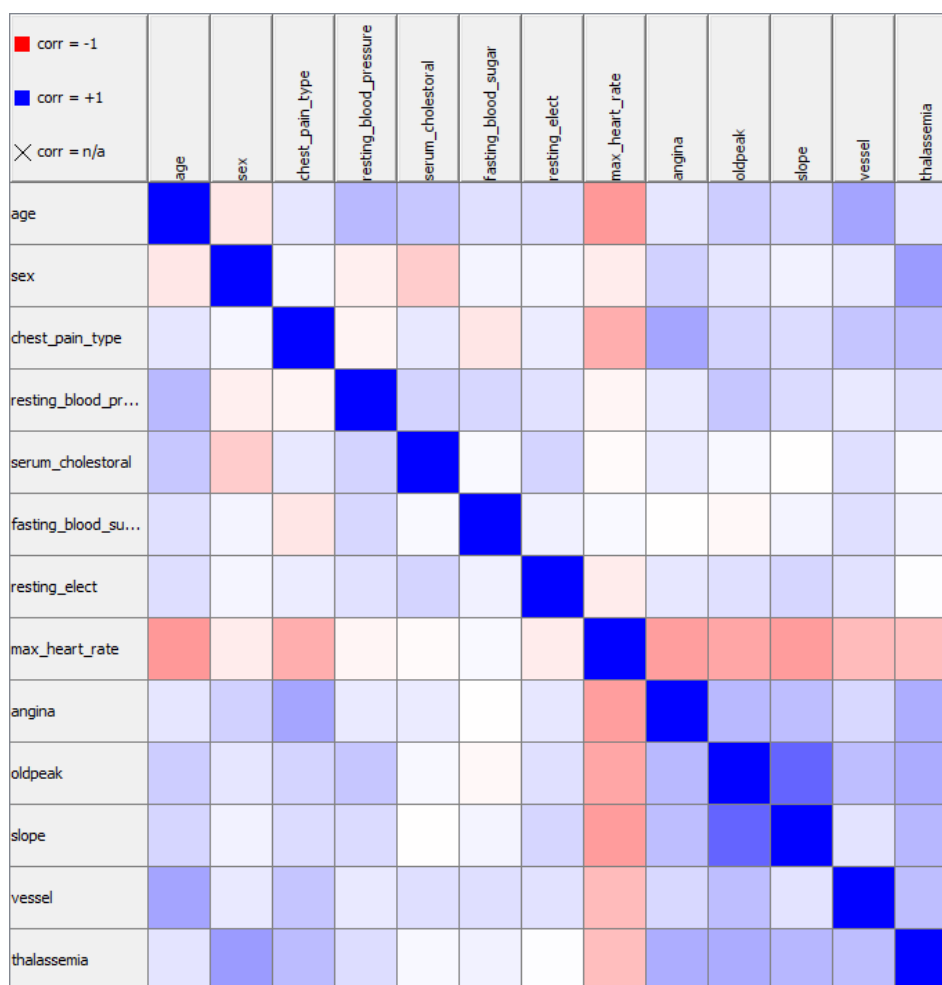 corr = -1
corr = +1
corr = n/a
age
sex
chest_pain_type
resting_blood_pressure
serum_cholestoral
fasting_blood_sugar
resting_elect
max_heart_rate
angina
oldpeak
slope
vessel
thalassemia
age
sex
chest_pain_type
resting_blood_pr...
serum_cholestoral
fasting_blood_su...
resting_elect
max_heart_rate
angina
oldpeak
slope
vessel
thalassemia